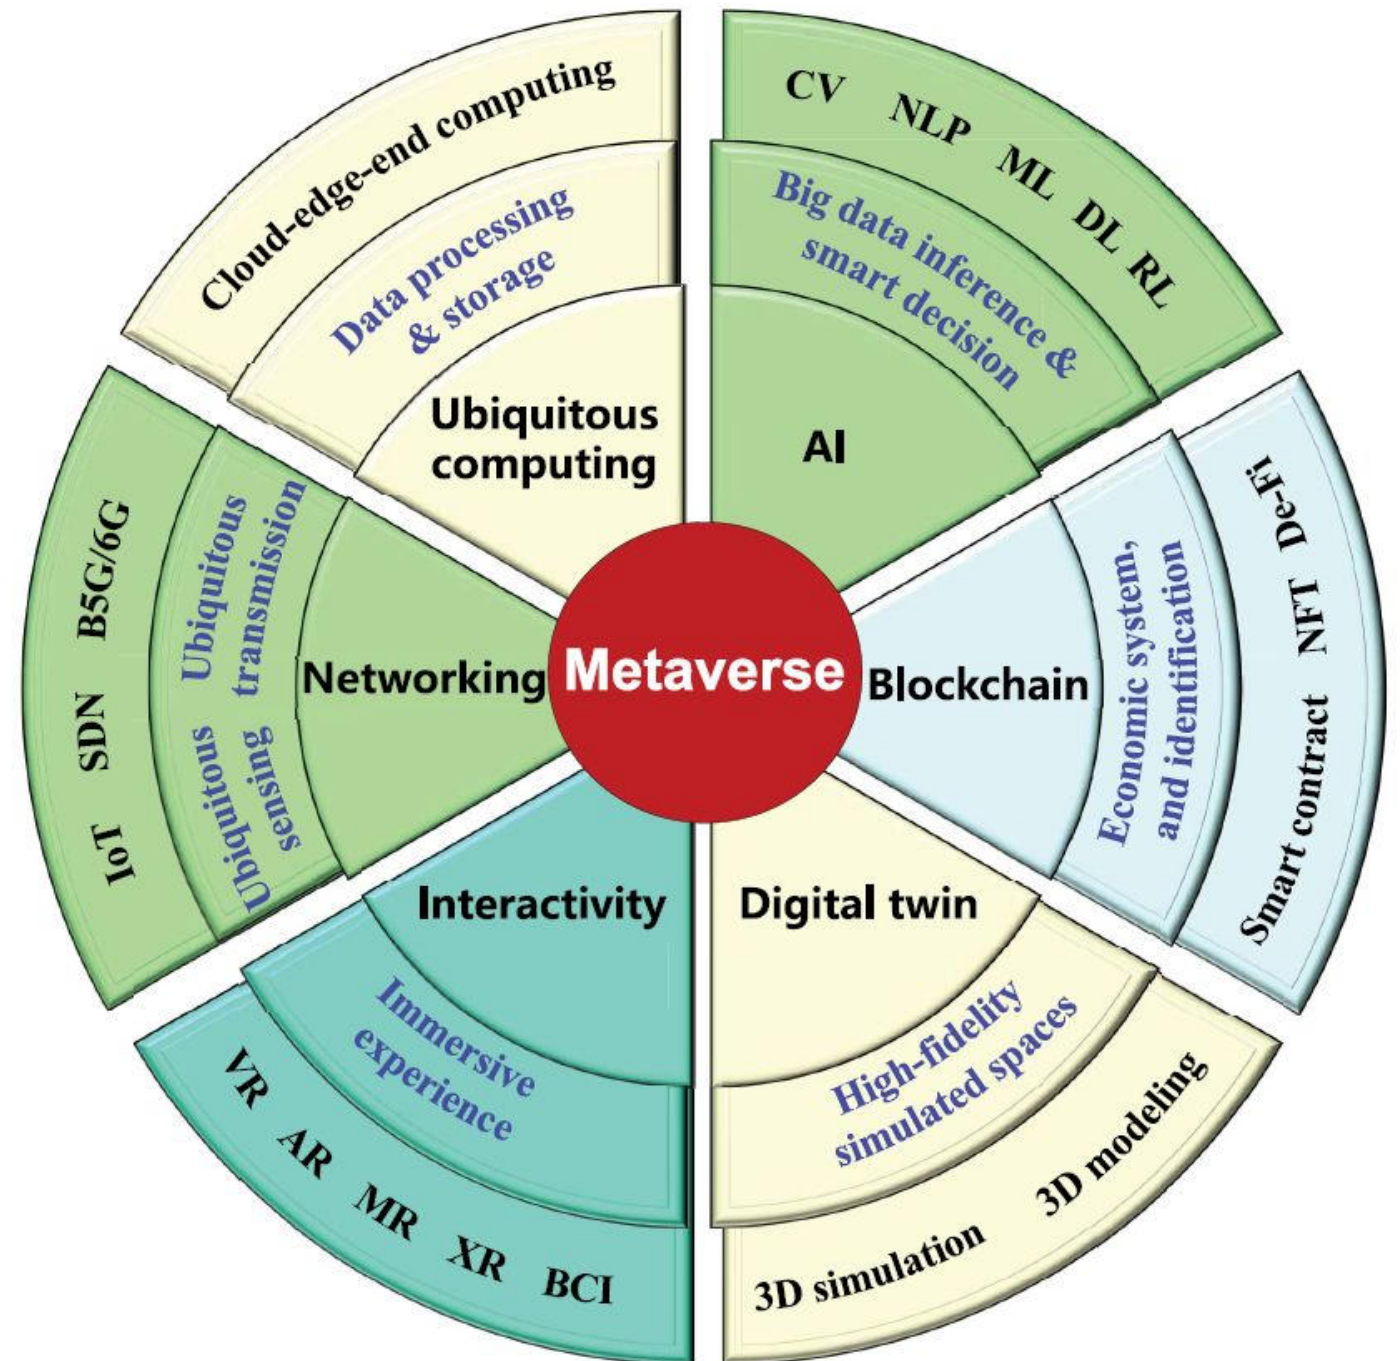 Metaverse
AI
Big data inference &
smart decision
CV NLP ML DL RL
Blockchain
Economic system,
and identification
Smart contract NFT De-Fi
Digital twin
High-fidelity
simulated spaces
3D simulation 3D modeling
Interactivity
Immersive
experience
VR AR MR XR BCI
Networking
Ubiquitous
transmission
Ubiquitous
sensing
IoT SDN B5G/6G
Ubiquitous
computing
Data processing
& storage
Cloud-edge-end computing